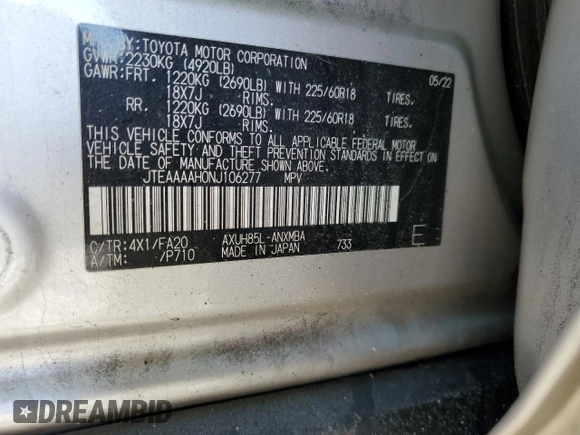 MFD. BY: TOYOTA MOTOR CORPORATION
GVWR: 2230KG (4920LB)
GAWR: FRT. 1220KG (2690LB) WITH 225/60R18 TIRES.
18X7J RIMS.
RR. 1220KG (2690LB) WITH 225/60R18 TIRES.
18X7J RIMS.
05/22
THIS VEHICLE CONFORMS TO ALL APPLICABLE FEDERAL MOTOR
VEHICLE SAFETY AND THEFT PREVENTION STANDARDS IN EFFECT ON
THE DATE OF MANUFACTURE SHOWN ABOVE.
JTEAAAAH0NJ106277 MPV
C/TR: 4X1/FA20 AXUH85L-ANXMBA
A/TM: /P710 MADE IN JAPAN 733 E
DREAMBID